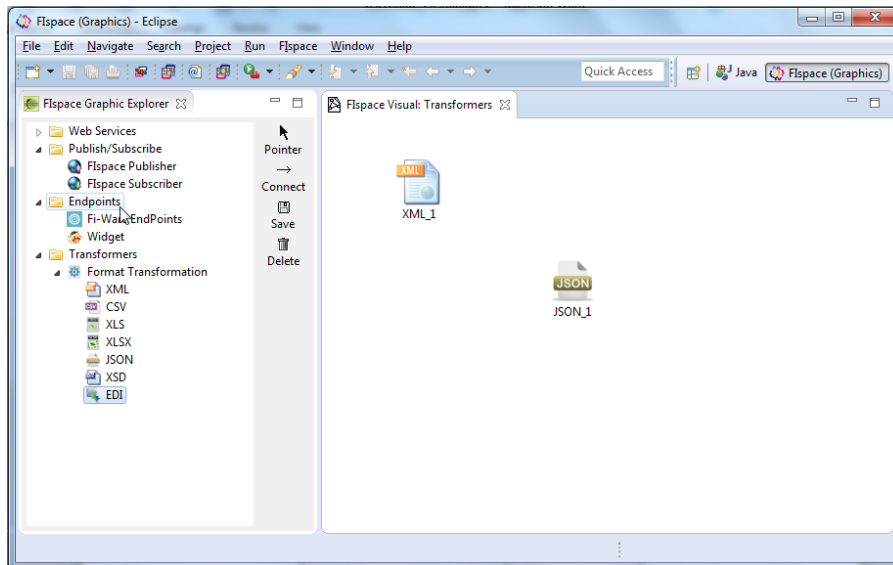 FIspace (Graphics) - Eclipse
File Edit Navigate Search Project Run FIspace Window Help
Quick Access Java FIspace (Graphics)
FIspace Graphic Explorer
FIspace Visual: Transformers
Web Services
Publish/Subscribe
FIspace Publisher
FIspace Subscriber
Endpoints
EndPoints
Widget
Transformers
Format Transformation
XML
CSV
XLS
XLSX
JSON
XSD
EDI
Pointer
Connect
Save
Delete
XML
XML_1
JSON
JSON_1